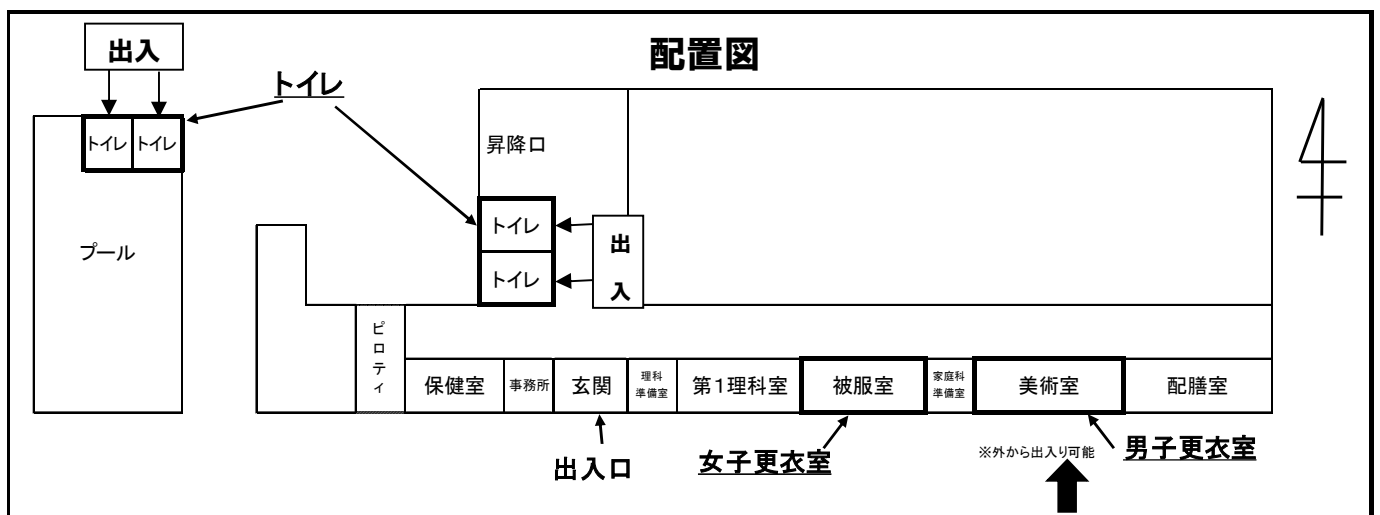 配置図
出入
トイレ
トイレ
トイレ
プール
昇降口
トイレ
トイレ
出
入
ピロティ
保健室
事務所
玄関
理科
準備室
第1理科室
被服室
家庭科
準備室
美術室
配膳室
出入口
女子更衣室
※外から出入り可能
男子更衣室